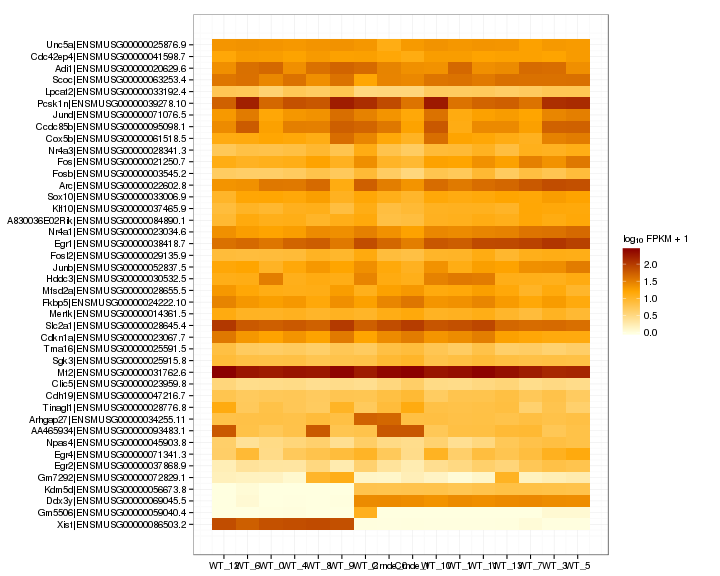 Unc5a|ENSMUSG00000025876.9
Cdc42ep4|ENSMUSG00000041598.7
Adi1|ENSMUSG00000020629.6
Scoc|ENSMUSG00000063253.4
Lpcat2|ENSMUSG00000033192.4
Pcsk1n|ENSMUSG00000039278.10
Jund|ENSMUSG00000071076.5
Ccdc85b|ENSMUSG00000095098.1
Cox5b|ENSMUSG00000061518.5
Nr4a3|ENSMUSG00000028341.3
Fos|ENSMUSG00000021250.7
Fosb|ENSMUSG00000003545.2
Arc|ENSMUSG00000022602.8
Sox10|ENSMUSG00000033006.9
Klf10|ENSMUSG00000037465.9
A830036E02Rik|ENSMUSG00000084890.1
Nr4a1|ENSMUSG00000023034.6
Egr1|ENSMUSG00000038418.7
Fosl2|ENSMUSG00000029135.9
Junb|ENSMUSG00000052837.5
Hddc3|ENSMUSG00000030532.5
Mfsd2a|ENSMUSG00000028655.5
Fkbp5|ENSMUSG00000024222.10
Mertk|ENSMUSG00000014361.5
Slc2a1|ENSMUSG00000028645.4
Cdkn1a|ENSMUSG00000023067.7
Tma16|ENSMUSG00000025591.5
Sgk3|ENSMUSG00000025915.8
Mt2|ENSMUSG00000031762.6
Clic5|ENSMUSG00000023959.8
Cdh19|ENSMUSG00000047216.7
Tinagl1|ENSMUSG00000028776.8
Arhgap27|ENSMUSG00000034255.11
AA465934|ENSMUSG00000093483.1
Npas4|ENSMUSG00000045903.8
Egr4|ENSMUSG00000071341.3
Egr2|ENSMUSG00000037868.9
Gm7292|ENSMUSG00000072829.1
Kdm5d|ENSMUSG00000056673.8
Ddx3y|ENSMUSG00000069045.5
Gm5506|ENSMUSG00000059040.4
Xist|ENSMUSG00000086503.2
log10 FPKM + 1
2.0
1.5
1.0
0.5
0.0
WT_6 WT_0 WT_4 WT_8 WT_9 WT_10 WT_1 WT_7 WT_3 WT_5